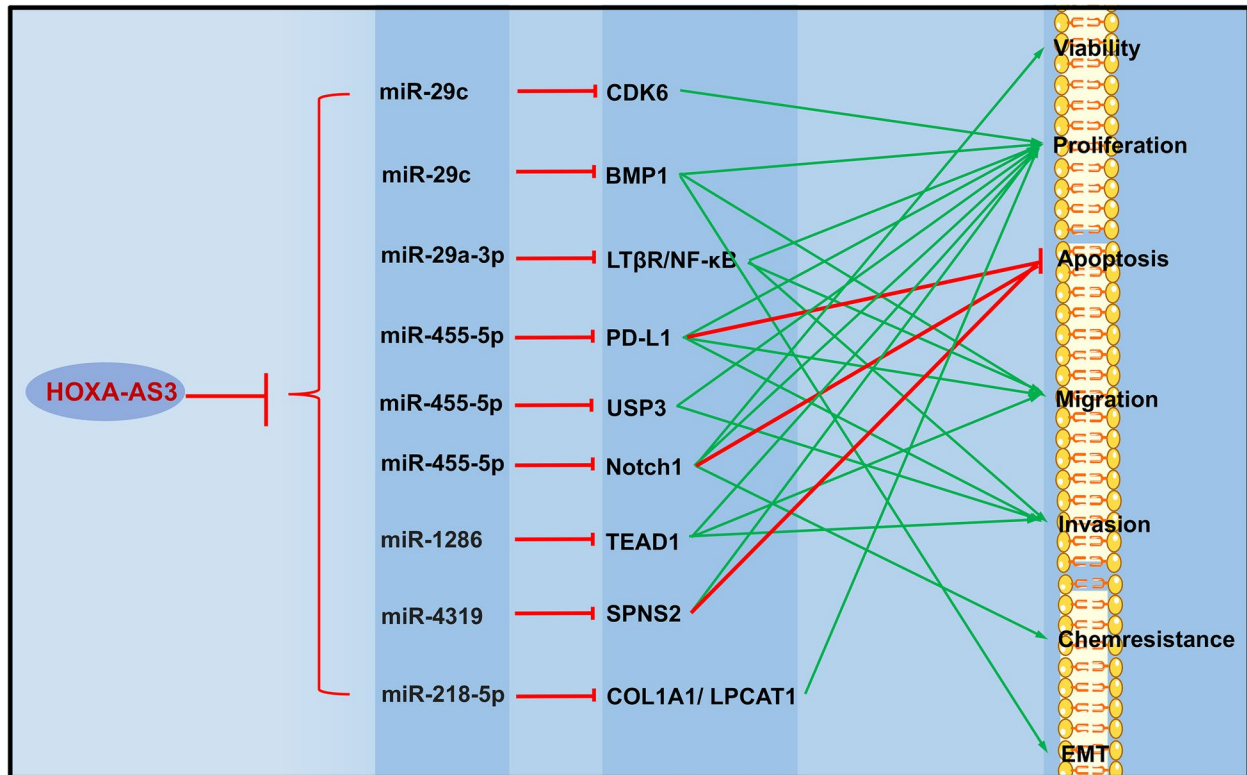 Viability
miR-29c CDK6
Proliferation
miR-29c BMP1
miR-29a-3p LTβR/NF-κB Apoptosis
miR-455-5p PD-L1
HOXA-AS3
miR-455-5p USP3 Migration
miR-455-5p Notch1
Invasion
miR-1286 TEAD1
miR-4319 SPNS2
Chemresistance
miR-218-5p COL1A1/ LPCAT1
EMT